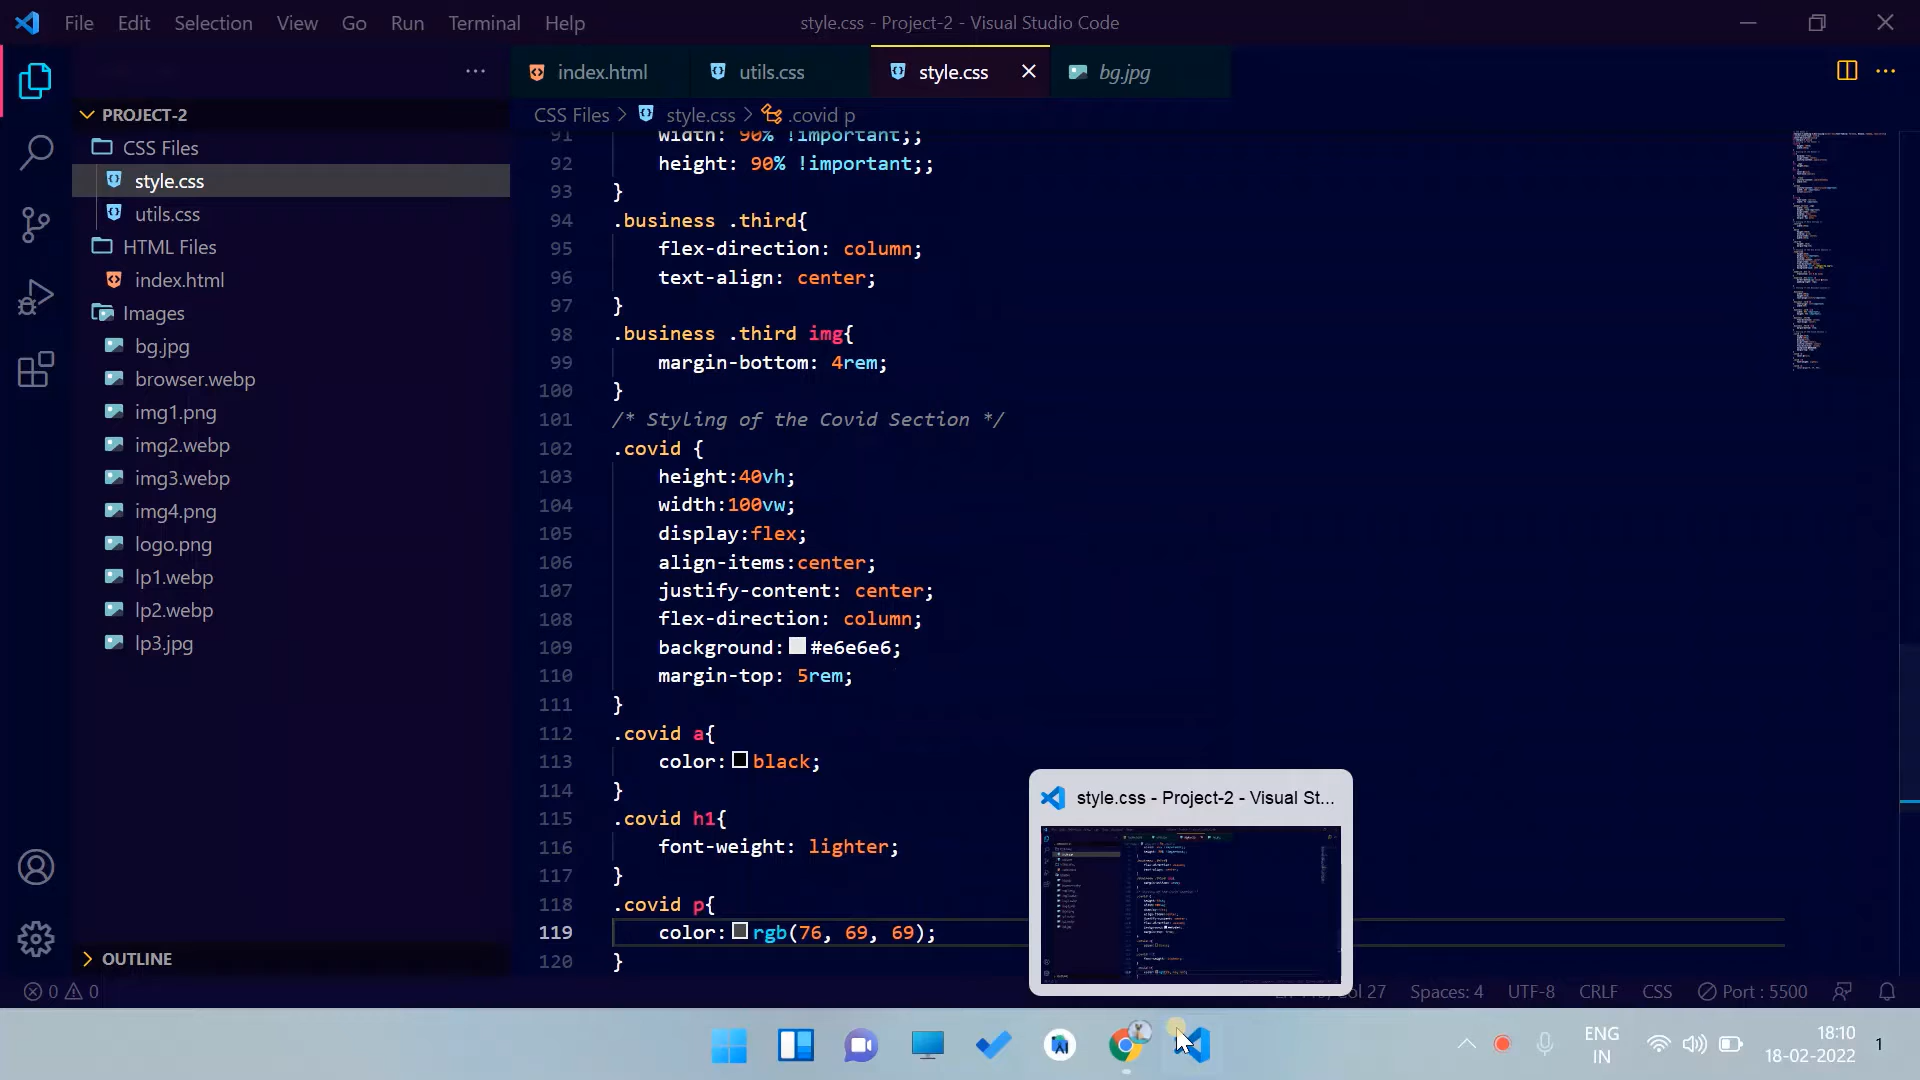 File Edit Selection View Go Run Terminal Help
style.css - Project-2 - Visual Studio Code
index.html utils.css style.css bg.jpg
PROJECT-2
CSS Files
style.css
utils.css
HTML Files
index.html
Images
bg.jpg
browser.webp
img1.png
img2.webp
img3.webp
img4.png
logo.png
lp1.webp
lp2.webp
lp3.jpg
OUTLINE
CSS Files > style.css > .covid p
91 width: 90% !important;;
92 height: 90% !important;;
93 }
94 .business .third{
95 flex-direction: column;
96 text-align: center;
97 }
98 .business .third img{
99 margin-bottom: 4rem;
100 }
101 /* Styling of the Covid Section */
102 .covid {
103 height:40vh;
104 width:100vw;
105 display:flex;
106 align-items:center;
107 justify-content: center;
108 flex-direction: column;
109 background: #e6e6e6;
110 margin-top: 5rem;
111 }
112 .covid a{
113 color: black;
114 }
115 .covid h1{
116 font-weight: lighter;
117 }
118 .covid p{
119 color: rgb(76, 69, 69);
120 }
style.css - Project-2 - Visual St...
0 0
Col 27 Spaces: 4 UTF-8 CRLF CSS Port : 5500
ENG
IN
18:10
18-02-2022
1